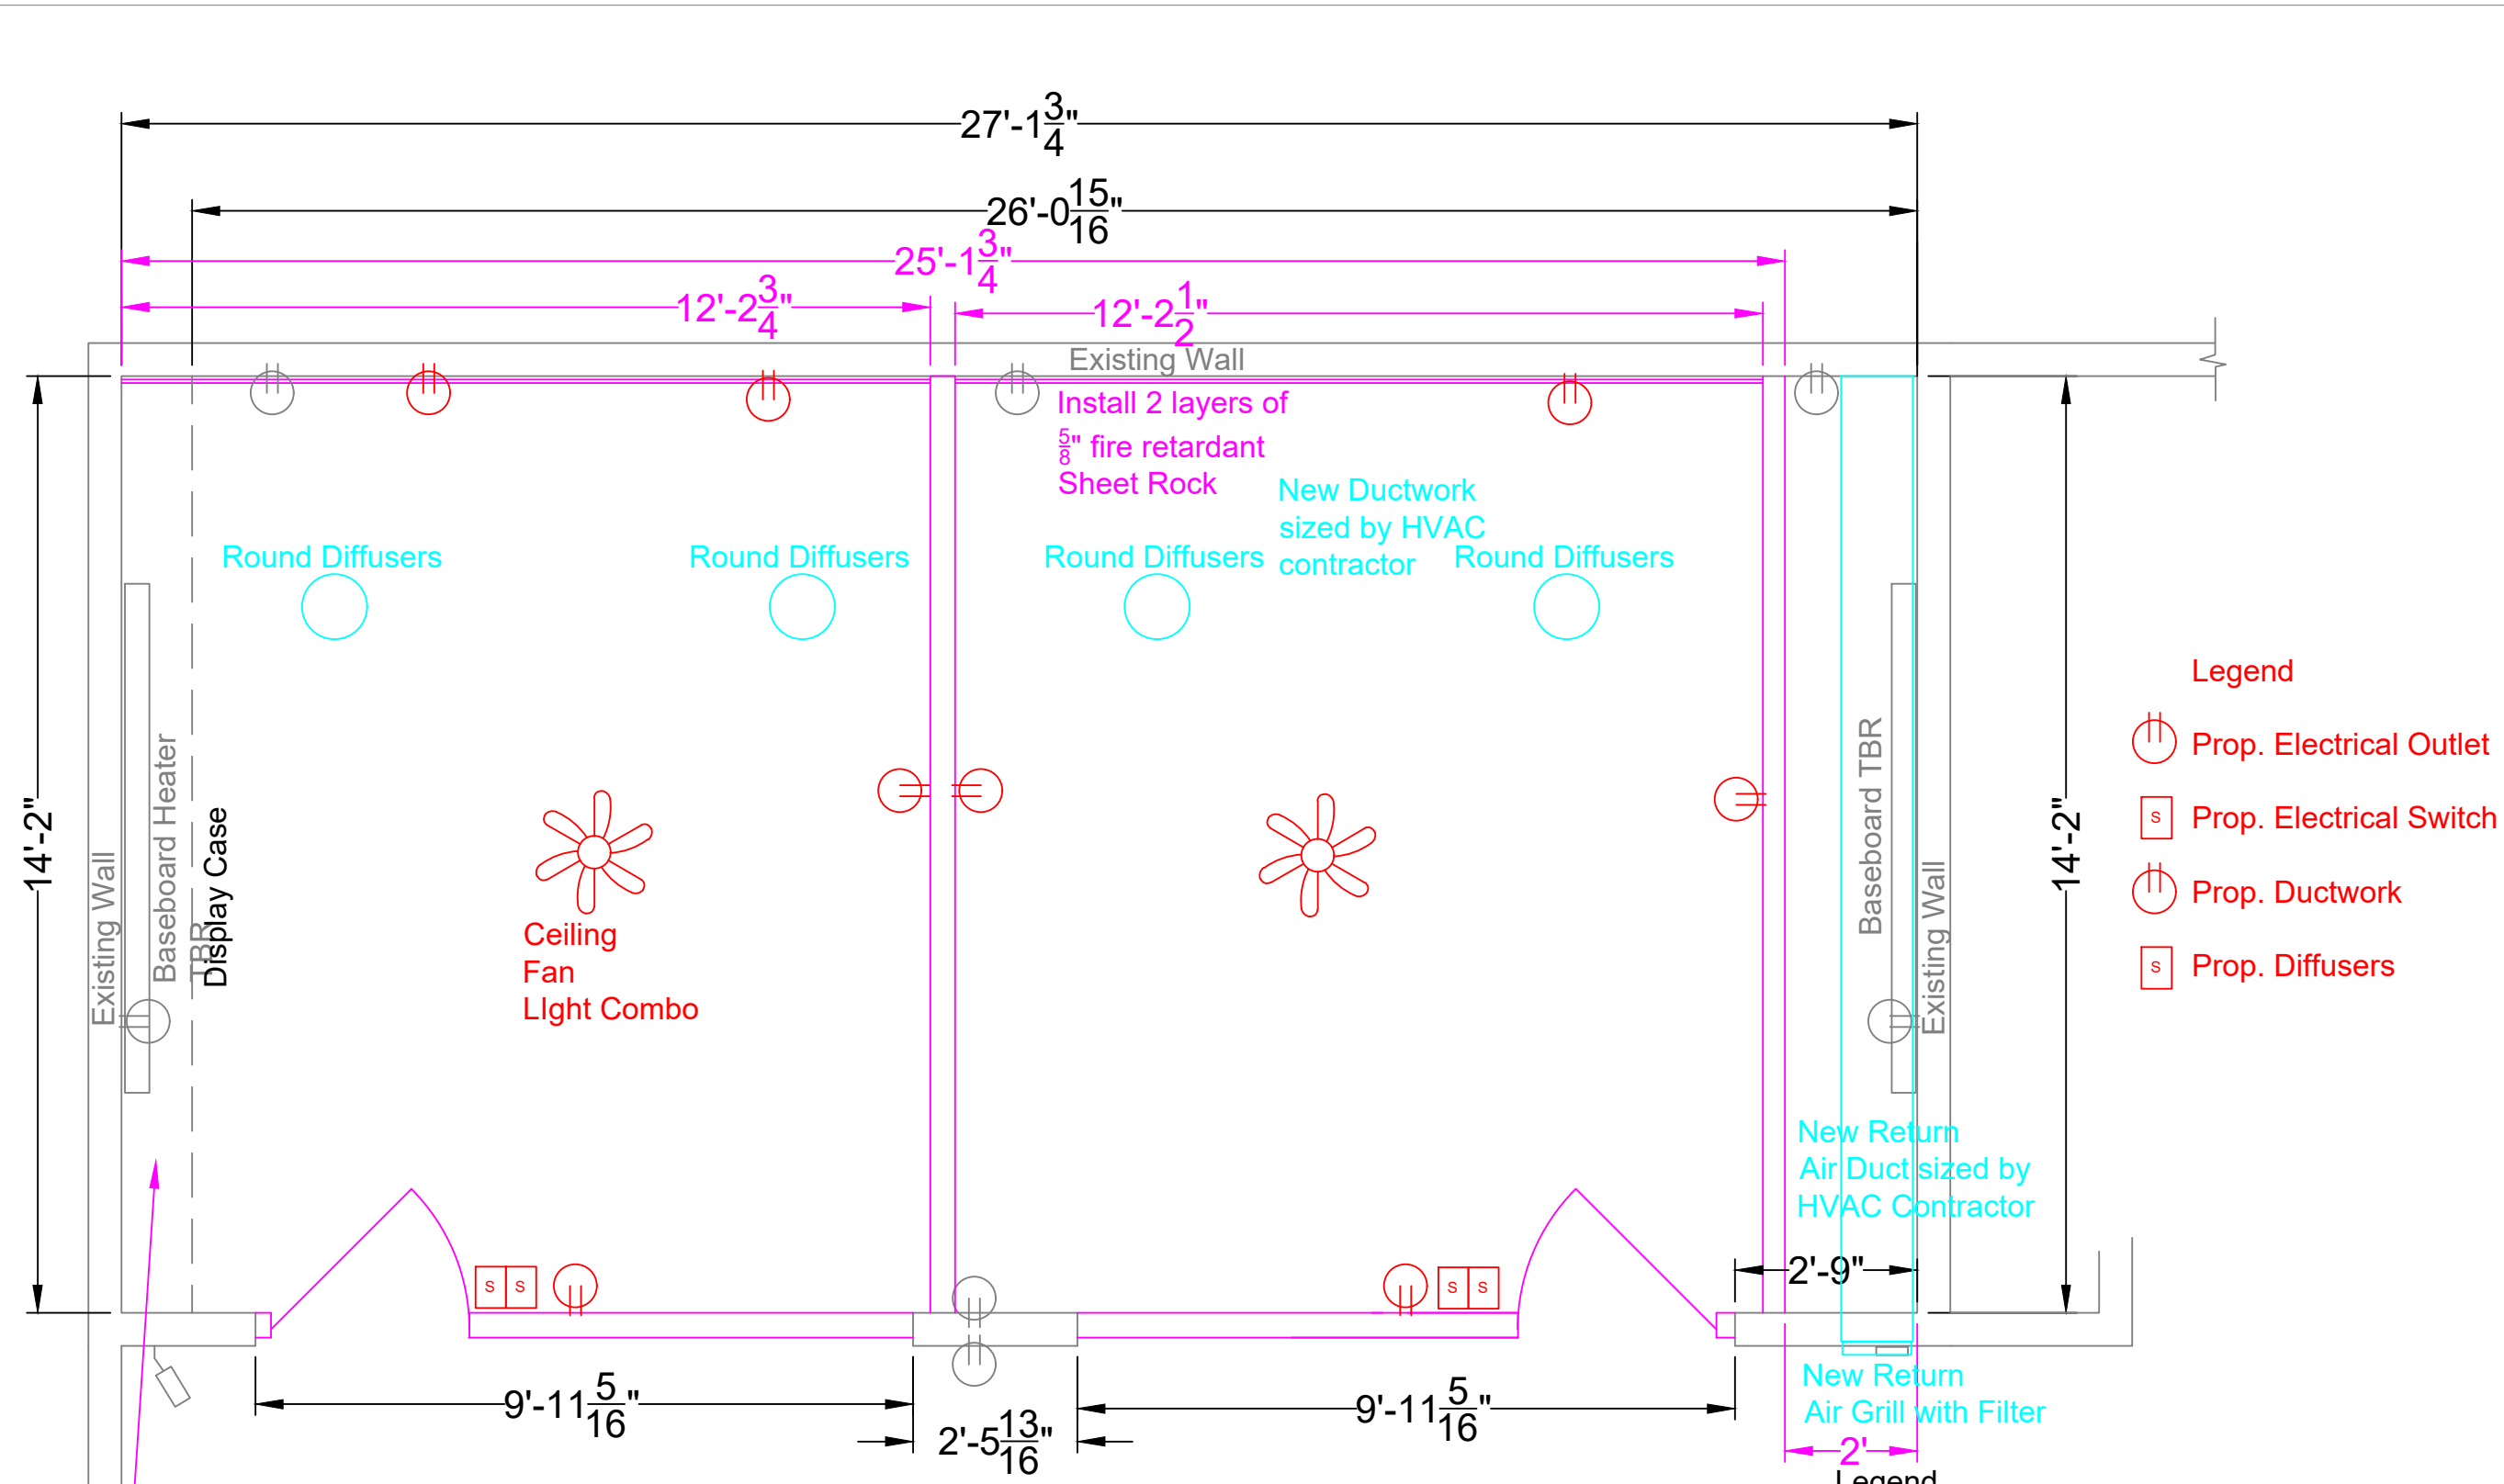 27'-1 3/4"
26'-0 15/16"
25'-1 3/4"
12'-2 3/4"
12'-2 1/2"
Existing Wall
Install 2 layers of
5/8" fire retardant
Sheet Rock
New Ductwork
sized by HVAC
contractor
Round Diffusers
Round Diffusers
Round Diffusers
Round Diffusers
14'-2"
Existing Wall
Baseboard Heater
TBR
Display Case
Ceiling
Fan
LIght Combo
Baseboard TBR
Existing Wall
14'-2"
Legend
Prop. Electrical Outlet
S
Prop. Electrical Switch
Prop. Ductwork
S
Prop. Diffusers
New Return
Air Duct sized by
HVAC Contractor
S S
S S
2'-9"
9'-11 5/16"
2'-5 13/16"
9'-11 5/16"
New Return
Air Grill with Filter
2'
Legend